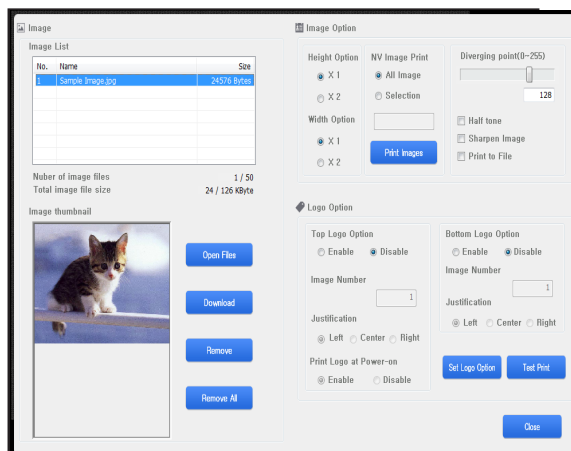 Image
Image List
No. Name Size
1 Sample Image.jpg 24576 Bytes
Nuber of image files 1 / 50
Total image file size 24 / 126 KByte
Image thumbnail
Open Files
Download
Remove
Remove All
Image Option
Height Option
X 1
X 2
Width Option
X 1
X 2
NV Image Print
All Image
Selection
Print Images
Diverging point(0~255)
128
Half tone
Sharpen Image
Print to File
Logo Option
Top Logo Option
Enable Disable
Image Number
1
Justification
Left Center Right
Print Logo at Power-on
Enable Disable
Bottom Logo Option
Enable Disable
Image Number
1
Justification
Left Center Right
Set Logo Option Test Print
Close